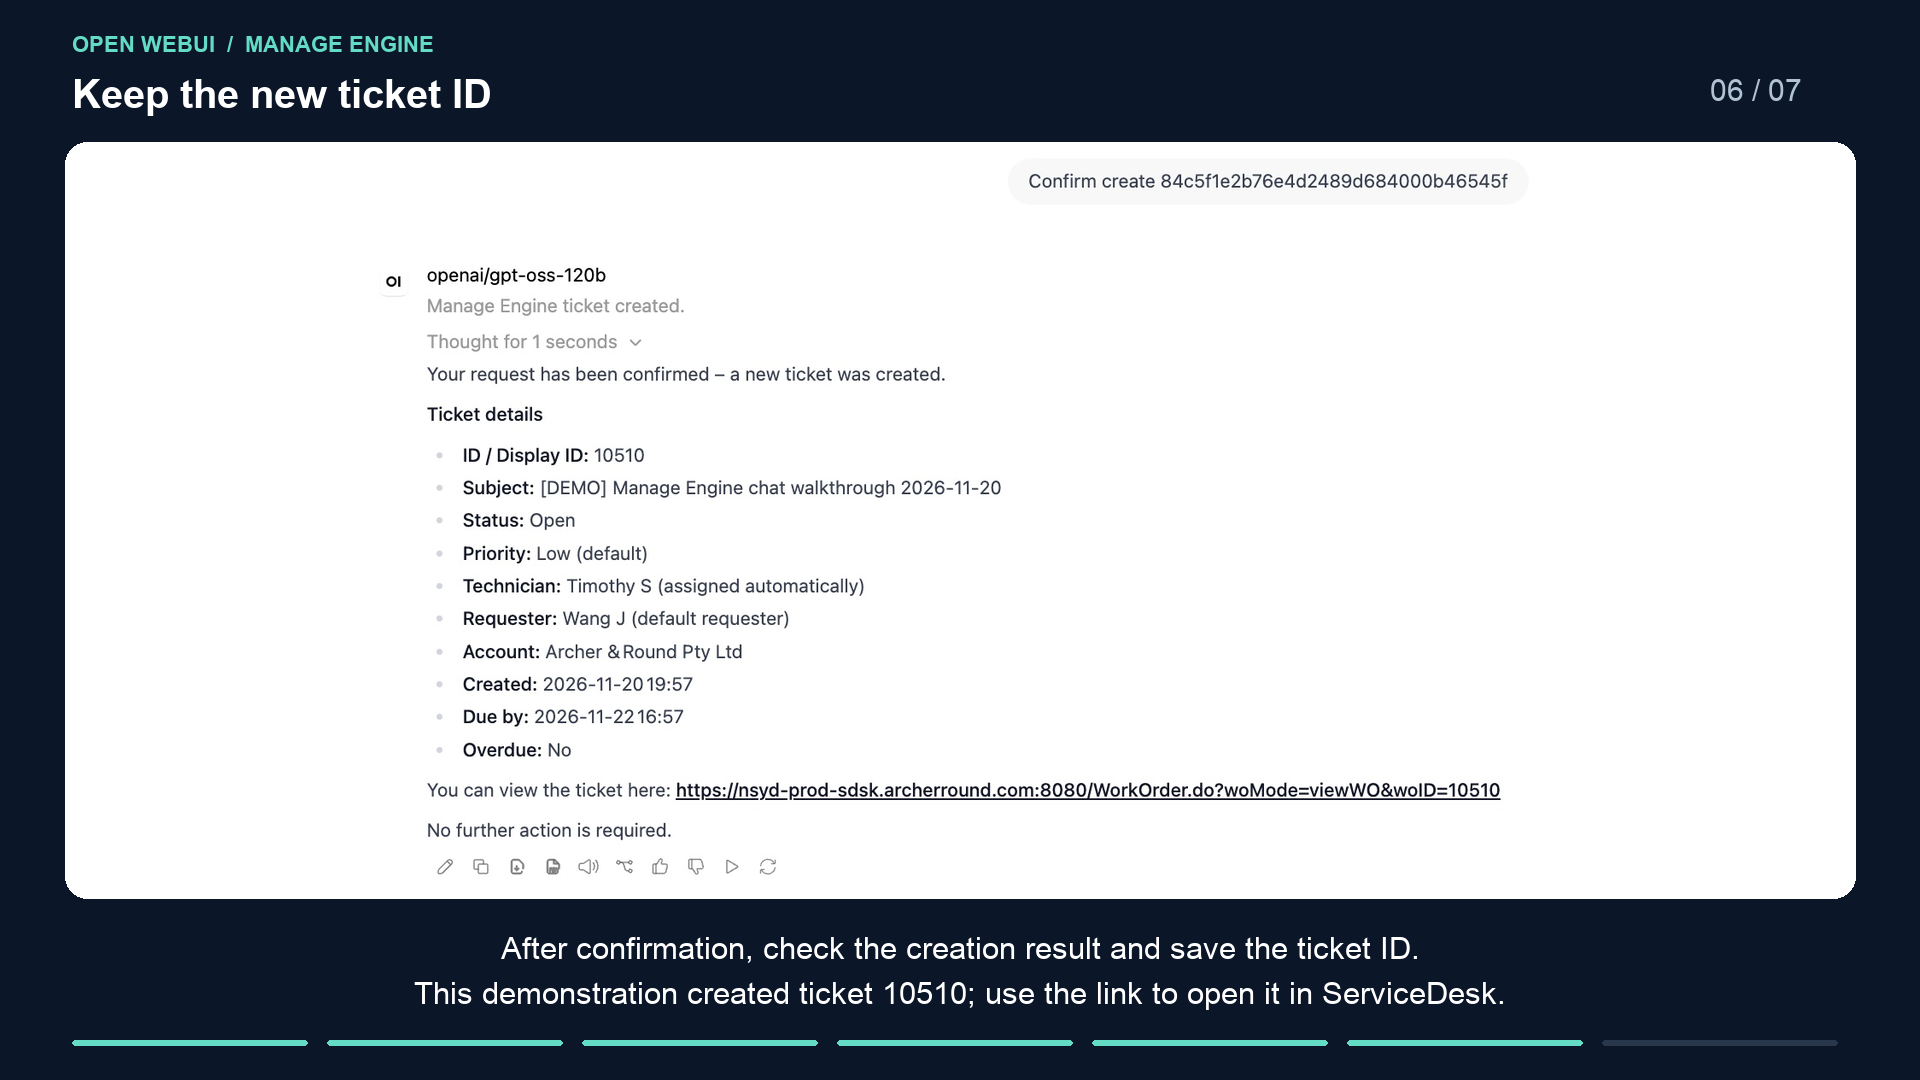 OPEN WEBUI / MANAGE ENGINE
Keep the new ticket ID
06 / 07
Confirm create 84c5f1e2b76e4d2489d684000b46545f
OI
openai/gpt-oss-120b
Manage Engine ticket created.
Thought for 1 seconds
Your request has been confirmed – a new ticket was created.
Ticket details
• ID / Display ID: 10510
• Subject: [DEMO] Manage Engine chat walkthrough 2026-11-20
• Status: Open
• Priority: Low (default)
• Technician: Timothy S (assigned automatically)
• Requester: Wang J (default requester)
• Account: Archer & Round Pty Ltd
• Created: 2026-11-20 19:57
• Due by: 2026-11-22 16:57
• Overdue: No
You can view the ticket here: https://nsyd-prod-sdsk.archerround.com:8080/WorkOrder.do?woMode=viewWO&woID=10510
No further action is required.
After confirmation, check the creation result and save the ticket ID.
This demonstration created ticket 10510; use the link to open it in ServiceDesk.